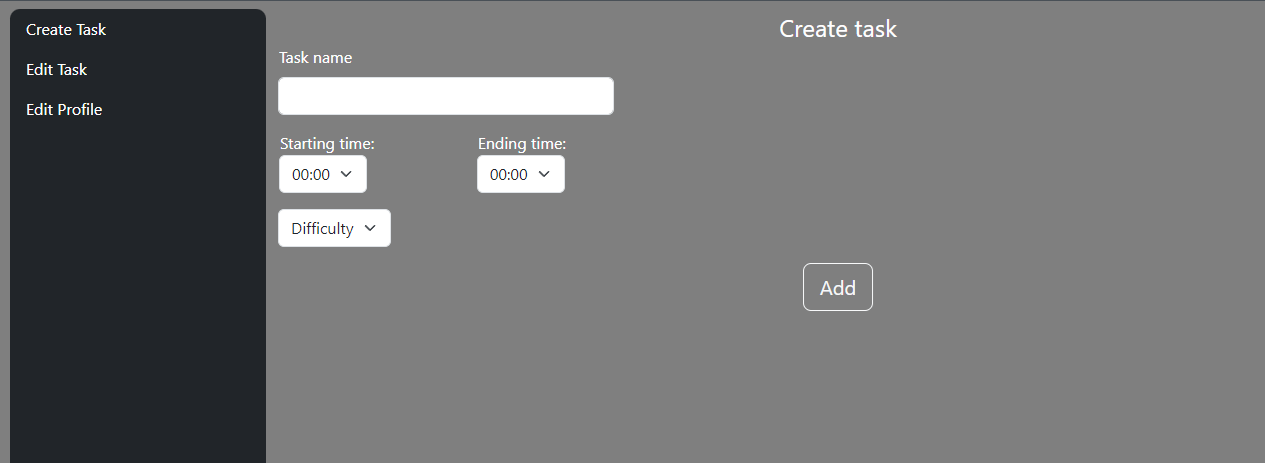 Create Task
Edit Task
Edit Profile
Create task
Task name
Starting time:
Ending time:
00:00
00:00
Difficulty
Add